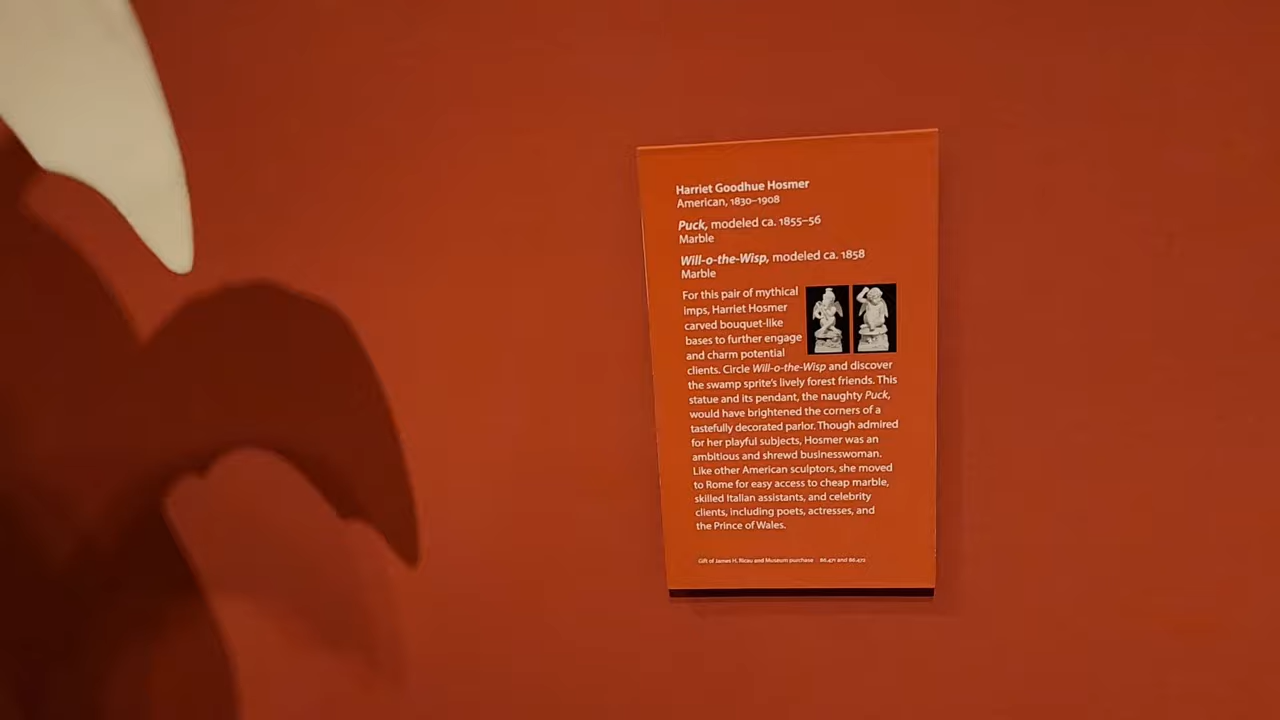 Harriet Goodhue Hosmer
American, 1830–1908
Puck, modeled ca. 1855–56
Marble
Will-o-the-Wisp, modeled ca. 1858
Marble
For this pair of mythical
imps, Harriet Hosmer
carved bouquet-like
bases to further engage
and charm potential
clients. Circle Will-o-the-Wisp and discover
the swamp sprite's lively forest friends. This
statue and its pendant, the naughty Puck,
would have brightened the corners of a
tastefully decorated parlor. Though admired
for her playful subjects, Hosmer was an
ambitious and shrewd businesswoman.
Like other American sculptors, she moved
to Rome for easy access to cheap marble,
skilled Italian assistants, and celebrity
clients, including poets, actresses, and
the Prince of Wales.
Gift of James H. Ricau and Museum purchase 86.471 and 86.472